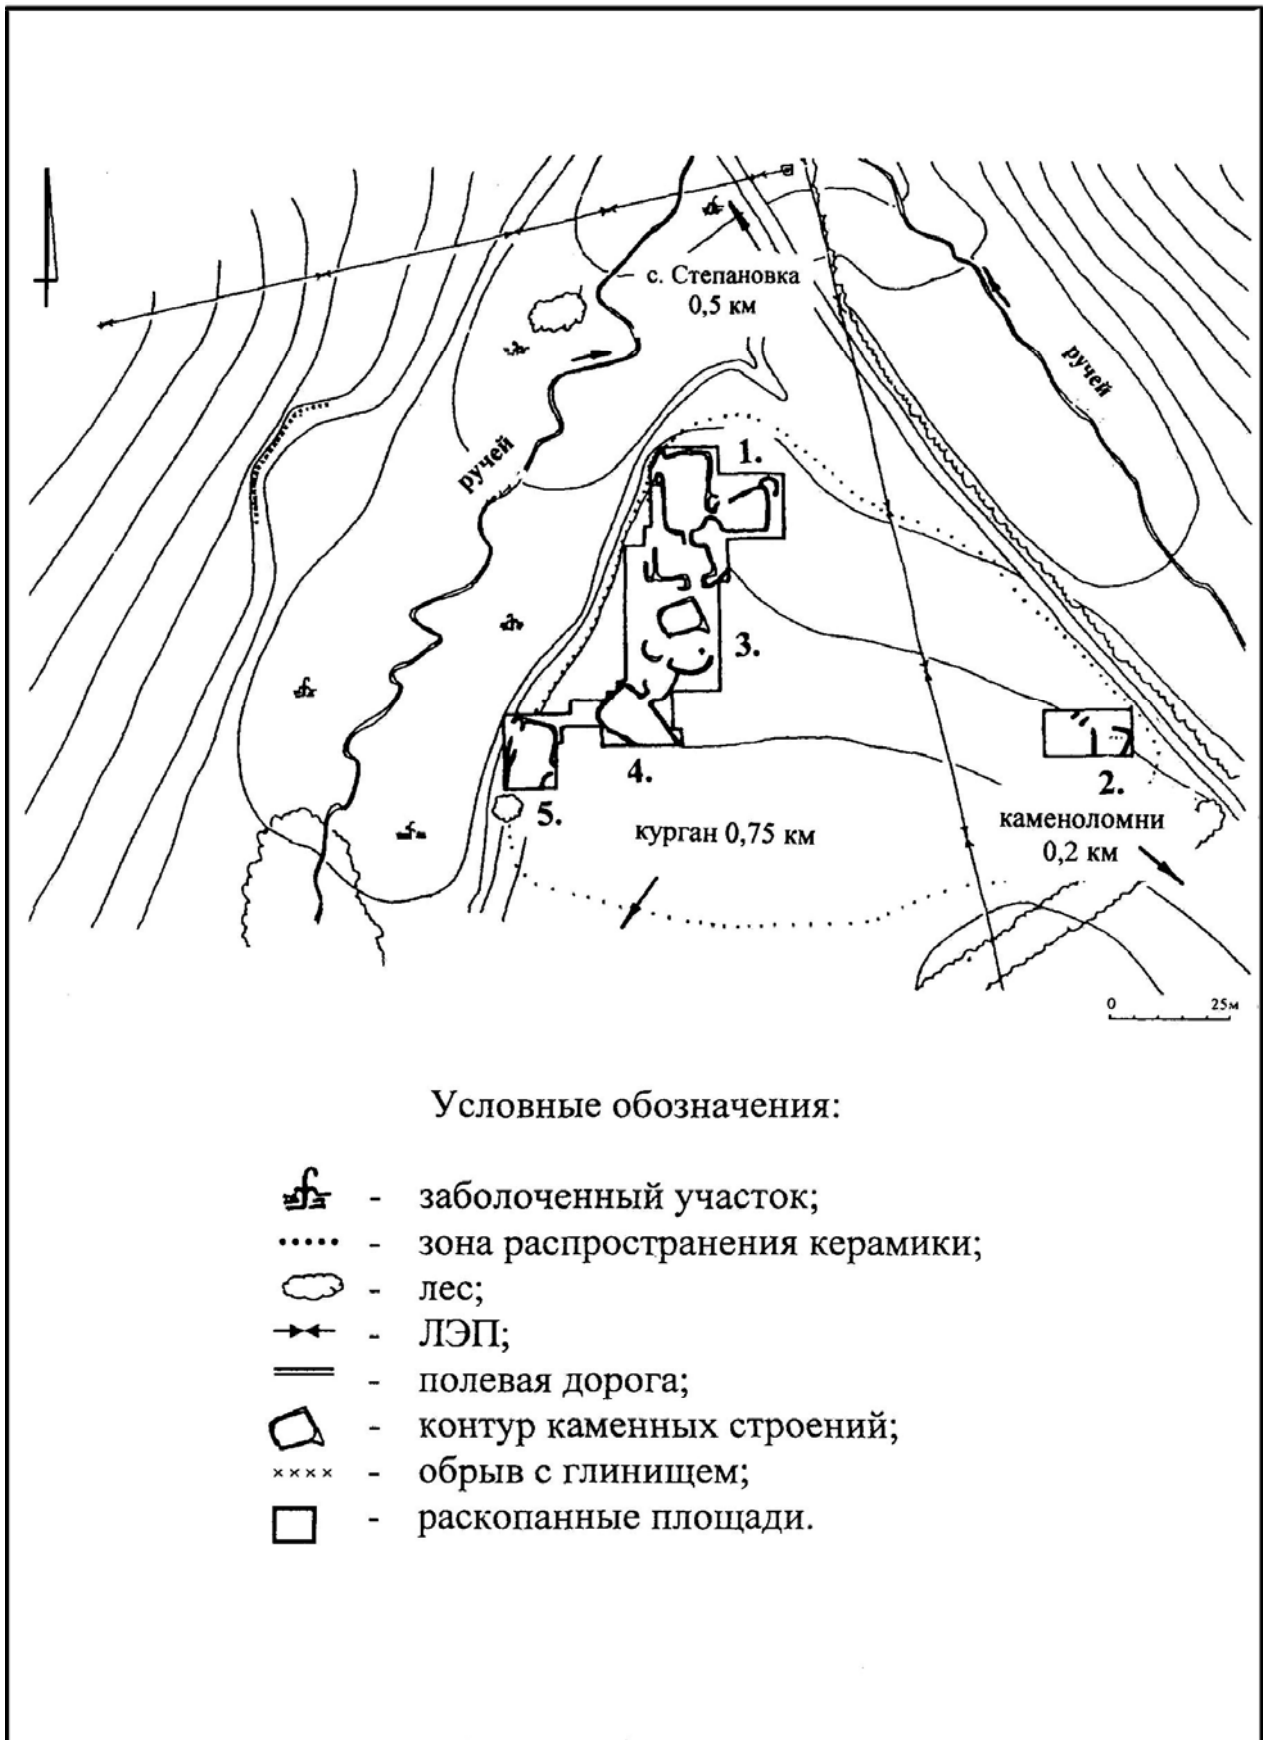 с. Степановка
0,5 км
ручей
ручей
1.
3.
2.
4.
5.
курган 0,75 км
каменоломни
0,2 км
0 25м
Условные обозначения:
- заболоченный участок;
- зона распространения керамики;
- лес;
- ЛЭП;
- полевая дорога;
- контур каменных строений;
- обрыв с глинищем;
- раскопанные площади.